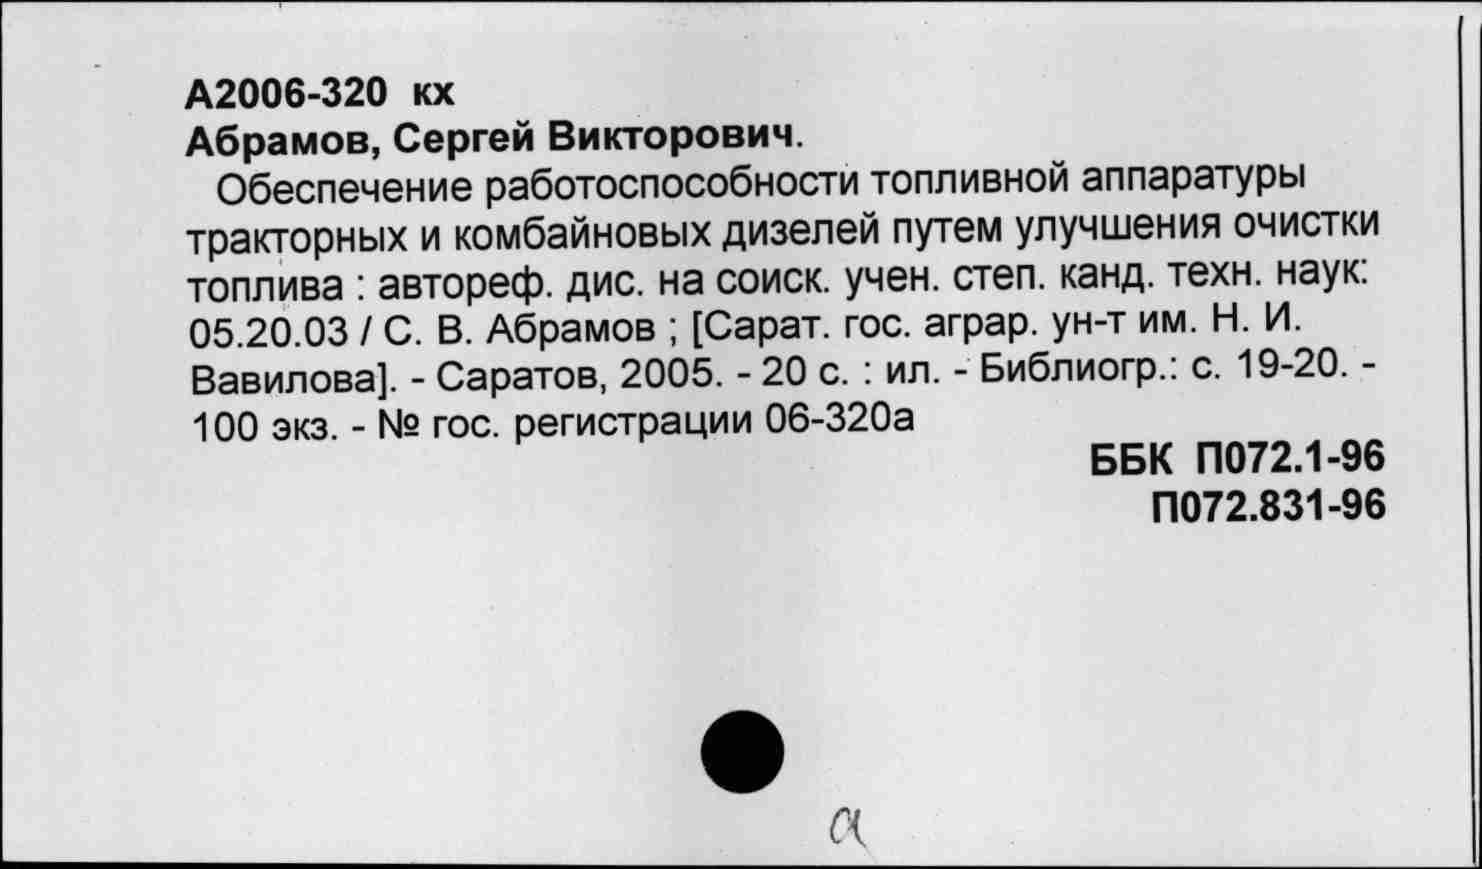 А2006-320 кх
Абрамов, Сергей Викторович.
Обеспечение работоспособности топливной аппаратуры
тракторных и комбайновых дизелей путем улучшения очистки
топлива : автореф. дис. на соиск. учен. степ. канд. техн. наук:
05.20.03 / С. В. Абрамов ; [Сарат. гос. аграр. ун-т им. Н. И.
Вавилова]. - Саратов, 2005. - 20 с. : ил. - Библиогр.: с. 19-20. -
100 экз. - № гос. регистрации 06-320а
ББК П072.1-96
П072.831-96
а